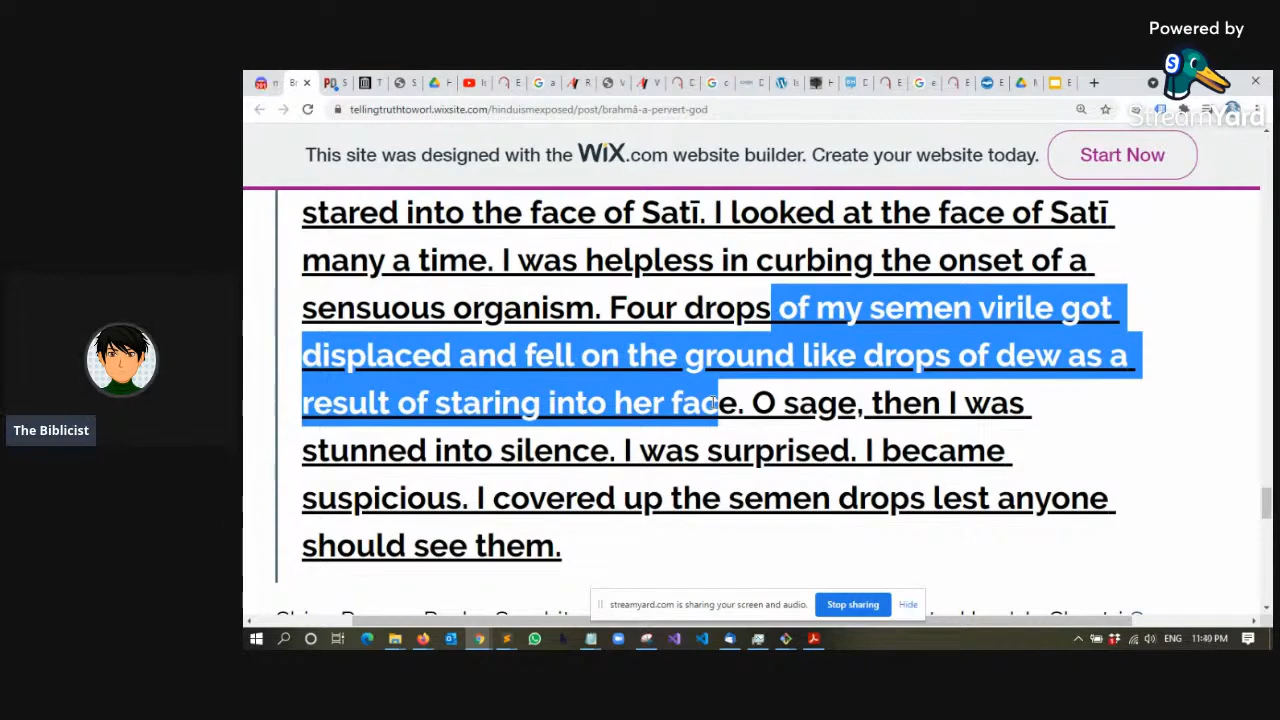 Powered by
StreamYard
tellingtruthtoworl.wixsite.com/hinduismexposed/post/brahmā-a-pervert-god
This site was designed with the WiX.com website builder. Create your website today.
Start Now
stared into the face of Satī. I looked at the face of Satī
many a time. I was helpless in curbing the onset of a
sensuous organism. Four drops of my semen virile got
displaced and fell on the ground like drops of dew as a
result of staring into her face. O sage, then I was
stunned into silence. I was surprised. I became
suspicious. I covered up the semen drops lest anyone
should see them.
The Biblicist
streamyard.com is sharing your screen and audio.
Stop sharing
Hide
ENG
11:40 PM